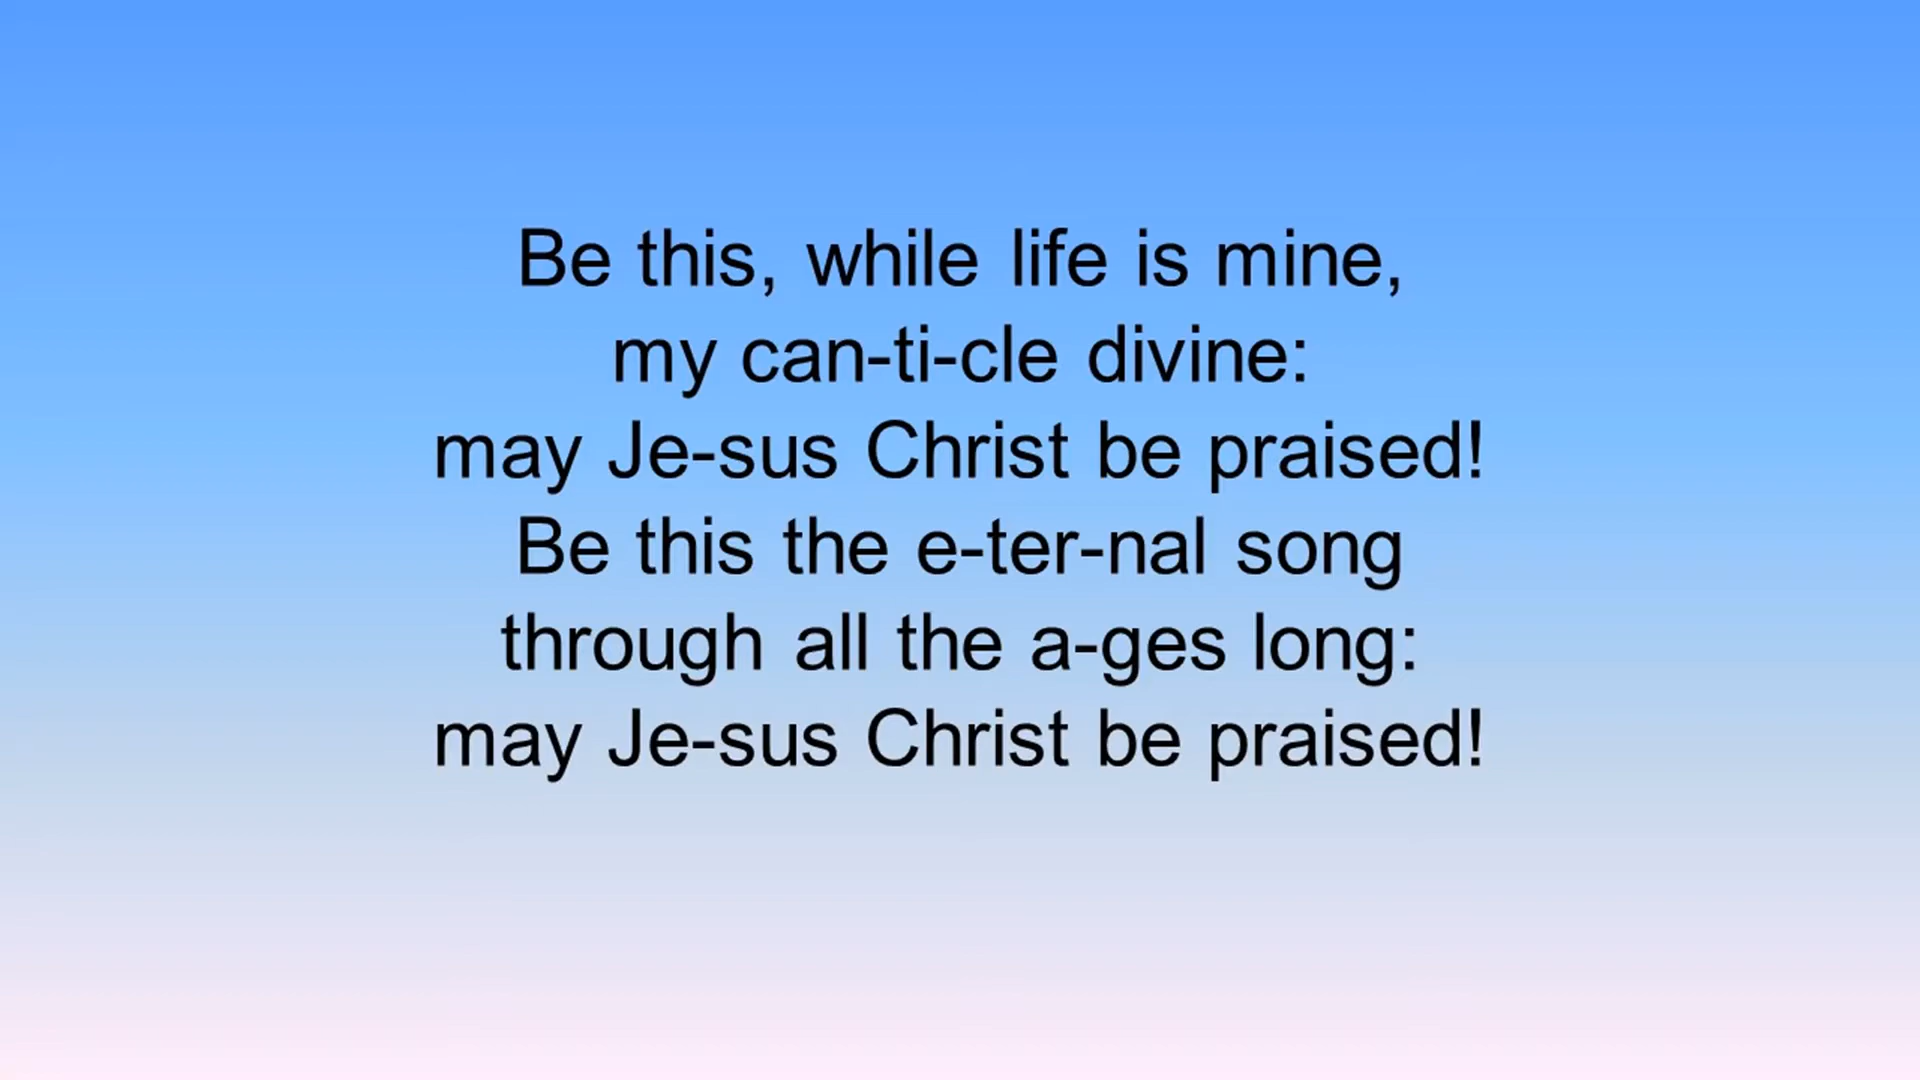 Be this, while life is mine,
my can-ti-cle divine:
may Je-sus Christ be praised!
Be this the e-ter-nal song
through all the a-ges long:
may Je-sus Christ be praised!